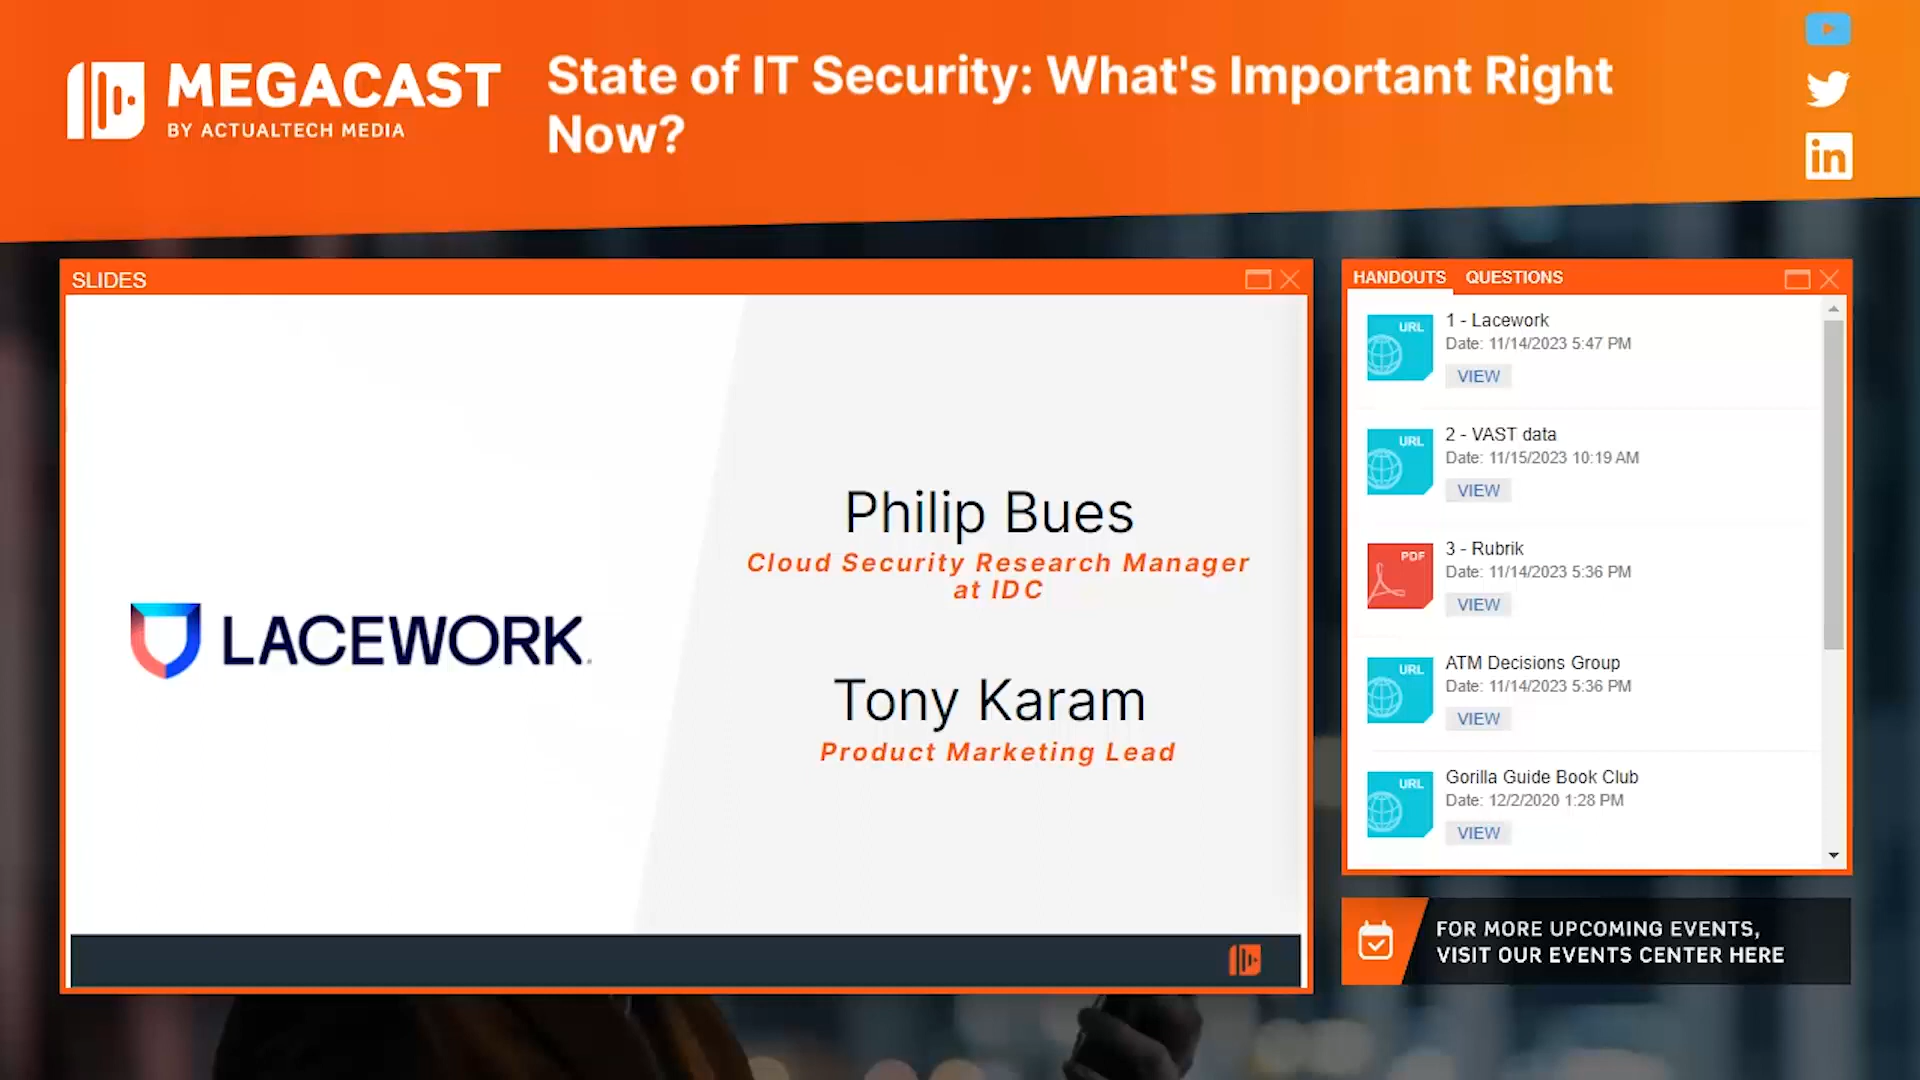 MEGACAST
BY ACTUALTECH MEDIA
State of IT Security: What's Important Right
Now?
in
SLIDES
LACEWORK.
Philip Bues
Cloud Security Research Manager
at IDC
Tony Karam
Product Marketing Lead
HANDOUTS QUESTIONS
URL
1 - Lacework
Date: 11/14/2023 5:47 PM
VIEW
URL
2 - VAST data
Date: 11/15/2023 10:19 AM
VIEW
PDF
3 - Rubrik
Date: 11/14/2023 5:36 PM
VIEW
URL
ATM Decisions Group
Date: 11/14/2023 5:36 PM
VIEW
URL
Gorilla Guide Book Club
Date: 12/2/2020 1:28 PM
VIEW
FOR MORE UPCOMING EVENTS,
VISIT OUR EVENTS CENTER HERE